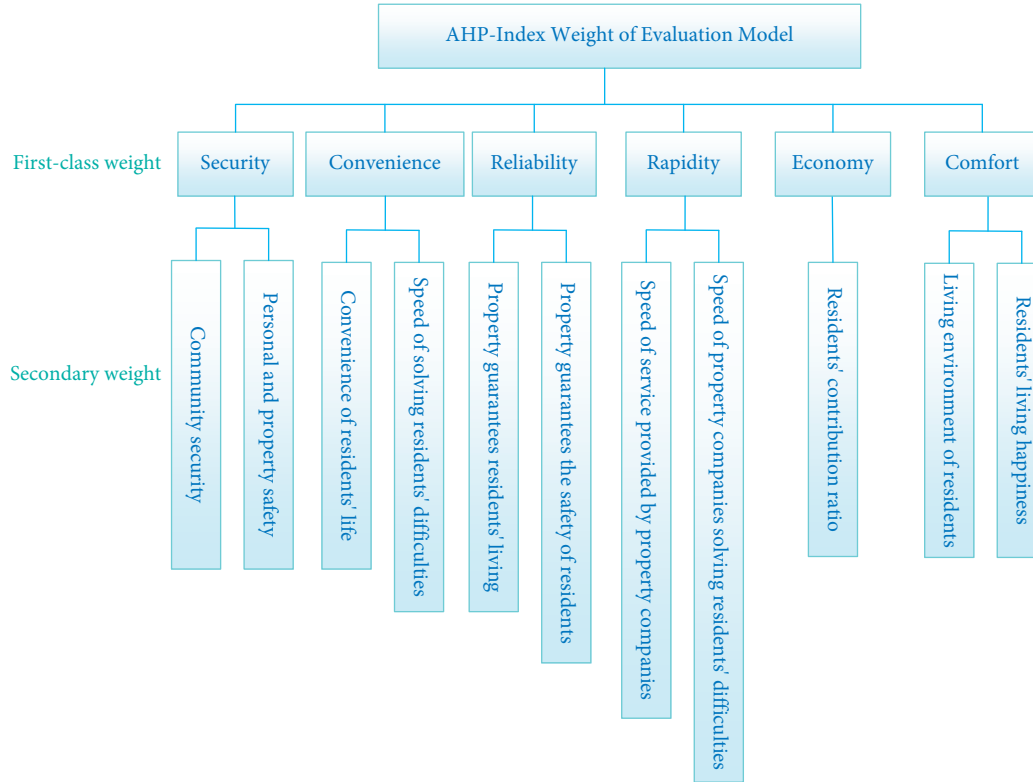 AHP-Index Weight of Evaluation Model
First-class weight
Security
Convenience
Reliability
Rapidity
Economy
Comfort
Secondary weight
Community security
Personal and property safety
Convenience of residents' life
Speed of solving residents' difficulties
Property guarantees residents' living
Property guarantees the safety of residents
Speed of service provided by property companies
Speed of property companies solving residents' difficulties
Residents' contribution ratio
Living environment of residents
Residents' living happiness